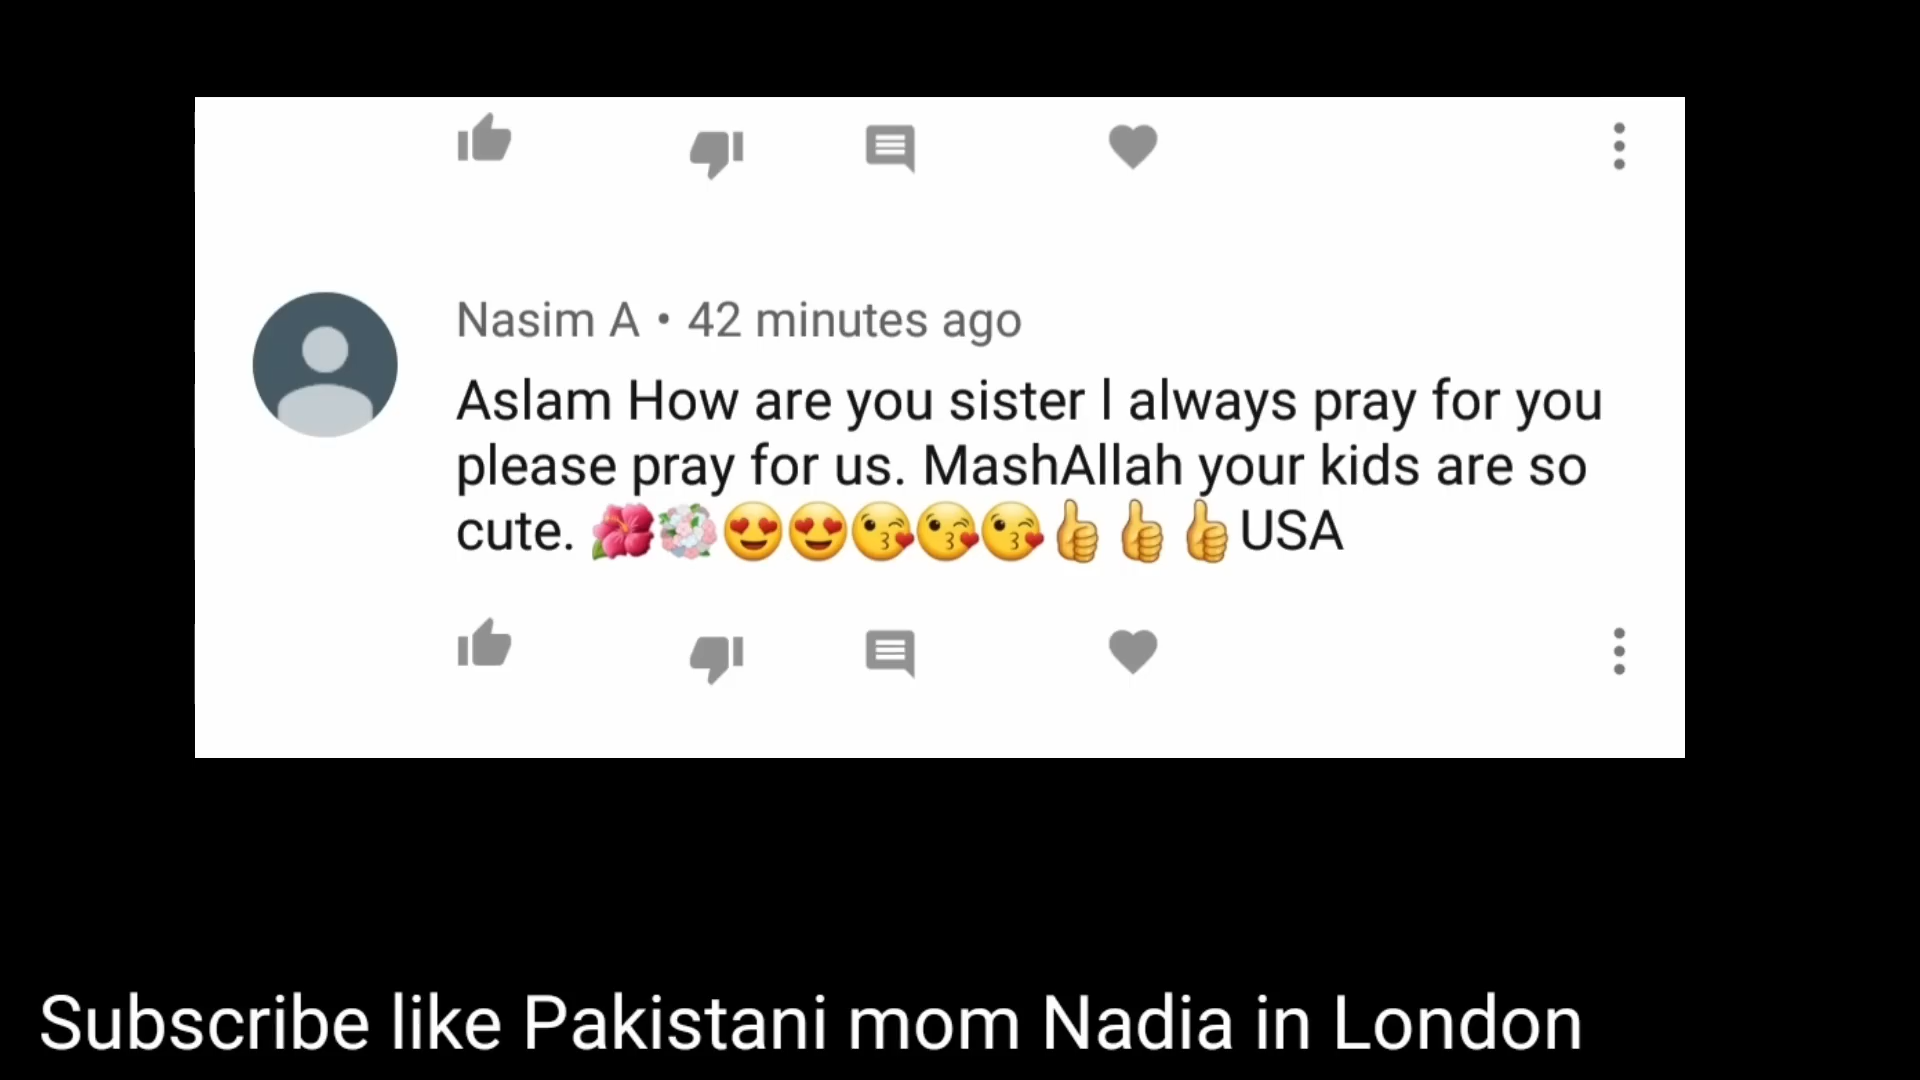 Nasim A • 42 minutes ago
Aslam How are you sister I always pray for you
please pray for us. MashAllah your kids are so
cute. 🌺💐😍😍😘😘😘👍👍👍USA
Subscribe like Pakistani mom Nadia in London